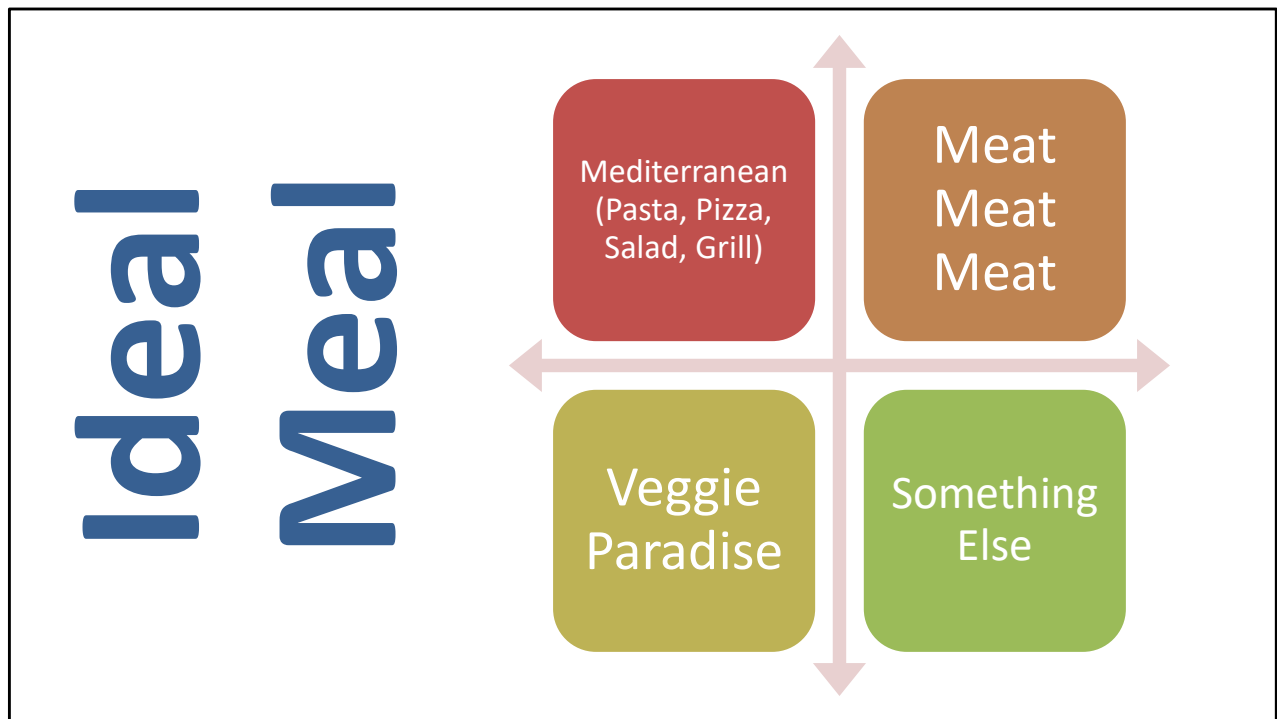 Ideal
Meal
Mediterranean
(Pasta, Pizza,
Salad, Grill)
Meat
Meat
Meat
Veggie
Paradise
Something
Else